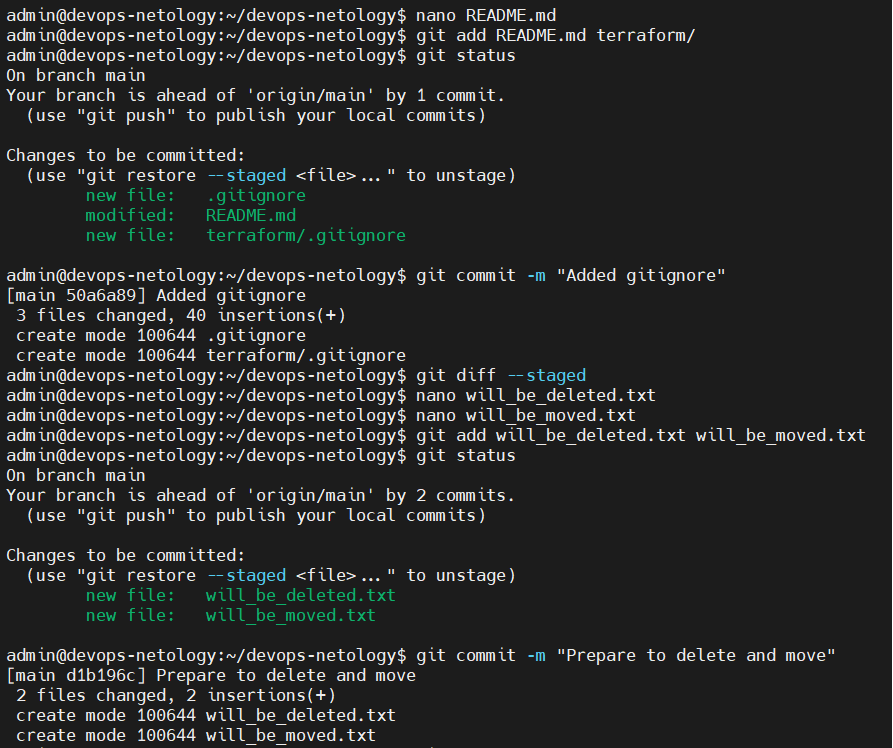 admin@devops-netology:~/devops-netology$ nano README.md
admin@devops-netology:~/devops-netology$ git add README.md terraform/
admin@devops-netology:~/devops-netology$ git status
On branch main
Your branch is ahead of 'origin/main' by 1 commit.
  (use "git push" to publish your local commits)

Changes to be committed:
  (use "git restore --staged <file>..." to unstage)
        new file:   .gitignore
        modified:   README.md
        new file:   terraform/.gitignore

admin@devops-netology:~/devops-netology$ git commit -m "Added gitignore"
[main 50a6a89] Added gitignore
 3 files changed, 40 insertions(+)
 create mode 100644 .gitignore
 create mode 100644 terraform/.gitignore
admin@devops-netology:~/devops-netology$ git diff --staged
admin@devops-netology:~/devops-netology$ nano will_be_deleted.txt
admin@devops-netology:~/devops-netology$ nano will_be_moved.txt
admin@devops-netology:~/devops-netology$ git add will_be_deleted.txt will_be_moved.txt
admin@devops-netology:~/devops-netology$ git status
On branch main
Your branch is ahead of 'origin/main' by 2 commits.
  (use "git push" to publish your local commits)

Changes to be committed:
  (use "git restore --staged <file>..." to unstage)
        new file:   will_be_deleted.txt
        new file:   will_be_moved.txt

admin@devops-netology:~/devops-netology$ git commit -m "Prepare to delete and move"
[main d1b196c] Prepare to delete and move
 2 files changed, 2 insertions(+)
 create mode 100644 will_be_deleted.txt
 create mode 100644 will_be_moved.txt